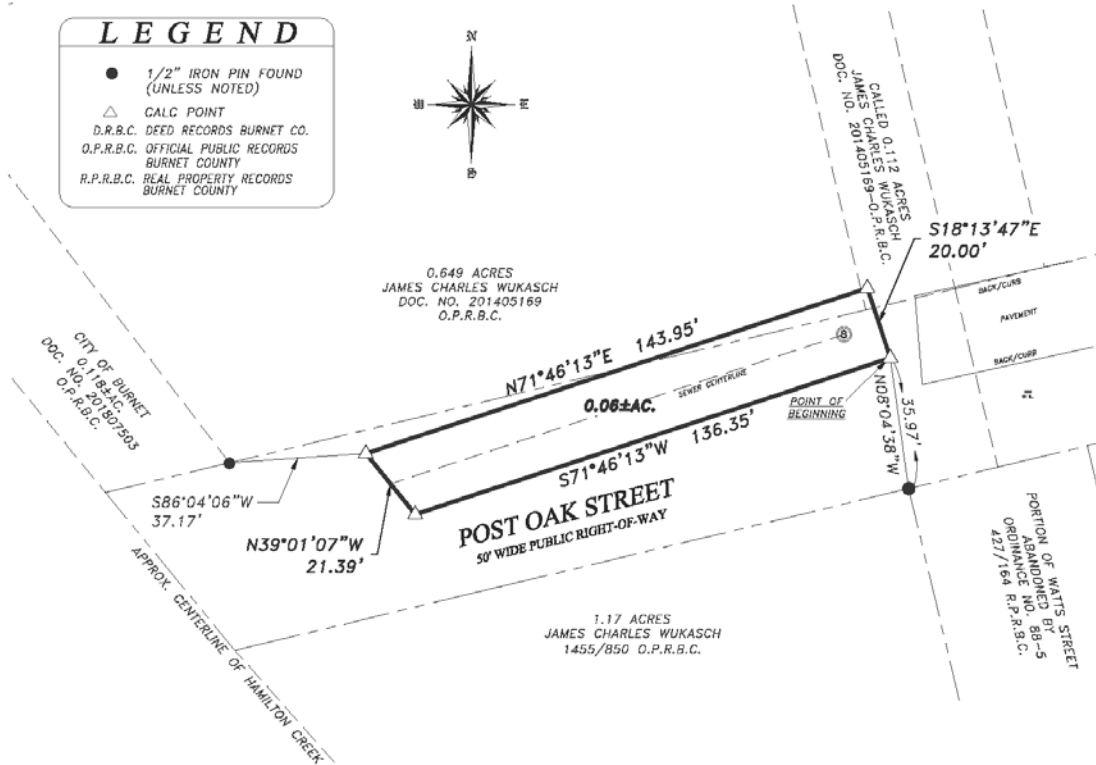 LEGEND
1/2" IRON PIN FOUND
(UNLESS NOTED)
CALC POINT
D.R.B.C. DEED RECORDS BURNET CO.
O.P.R.B.C. OFFICIAL PUBLIC RECORDS
BURNET COUNTY
R.P.R.B.C. REAL PROPERTY RECORDS
BURNET COUNTY
N
W
E
S
CALLED 0.112 ACRES
JAMES CHARLES WUKASCH
DOC. NO. 201405169-O.P.R.B.C.
S18°13'47"E
20.00'
0.649 ACRES
JAMES CHARLES WUKASCH
DOC. NO. 201405169
O.P.R.B.C.
BACK/CURB
PAVEMENT
BACK/CURB
CITY OF BURNET
0.118±AC.
DOC. NO. 201807503
O.P.R.B.C.
N71°46'13"E 143.95'
8
SEWER CENTERLINE
0.06±AC.
POINT OF
BEGINNING
N08°04'38"W
35.97'
S71°46'13"W 136.35'
S86°04'06"W
37.17'
N39°01'07"W
21.39'
POST OAK STREET
50' WIDE PUBLIC RIGHT-OF-WAY
PORTION OF WATTS STREET
ABANDONED BY
ORDINANCE NO. 88-5
427/164 R.P.R.B.C.
APPROX. CENTERLINE OF HAMILTON CREEK
1.17 ACRES
JAMES CHARLES WUKASCH
1455/850 O.P.R.B.C.